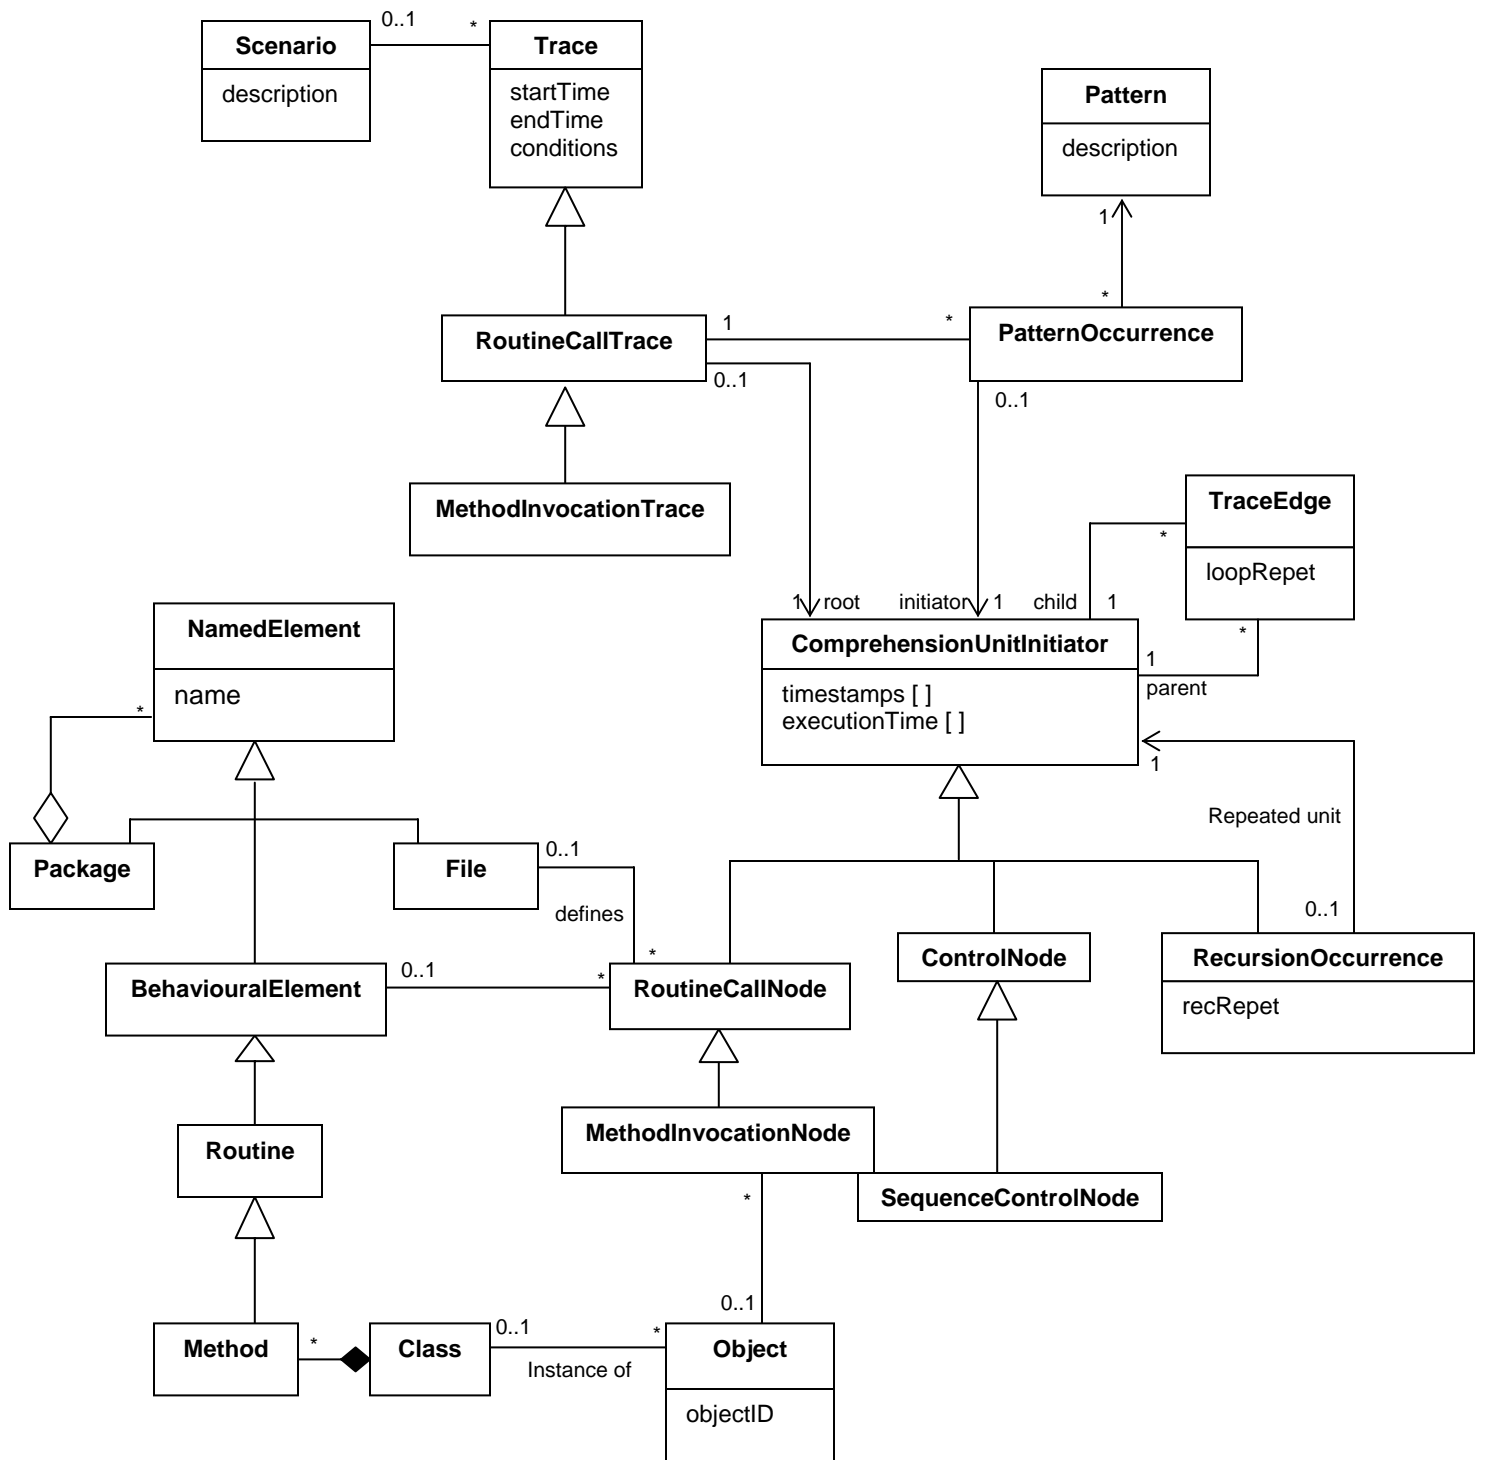 0..1
*
Scenario
Trace
description
startTime
endTime
conditions
Pattern
description
1
*
RoutineCallTrace
1
*
PatternOccurrence
0..1
0..1
MethodInvocationTrace
TraceEdge
*
loopRepet
1
root
initiator
1
child
1
*
NamedElement
name
*
ComprehensionUnitInitiator
timestamps [ ]
executionTime [ ]
1
parent
1
Repeated unit
0..1
Package
File
0..1
defines
*
BehaviouralElement
0..1
*
RoutineCallNode
ControlNode
RecursionOccurrence
recRepet
Routine
MethodInvocationNode
SequenceControlNode
*
0..1
Method
*
Class
0..1
*
Instance of
Object
objectID